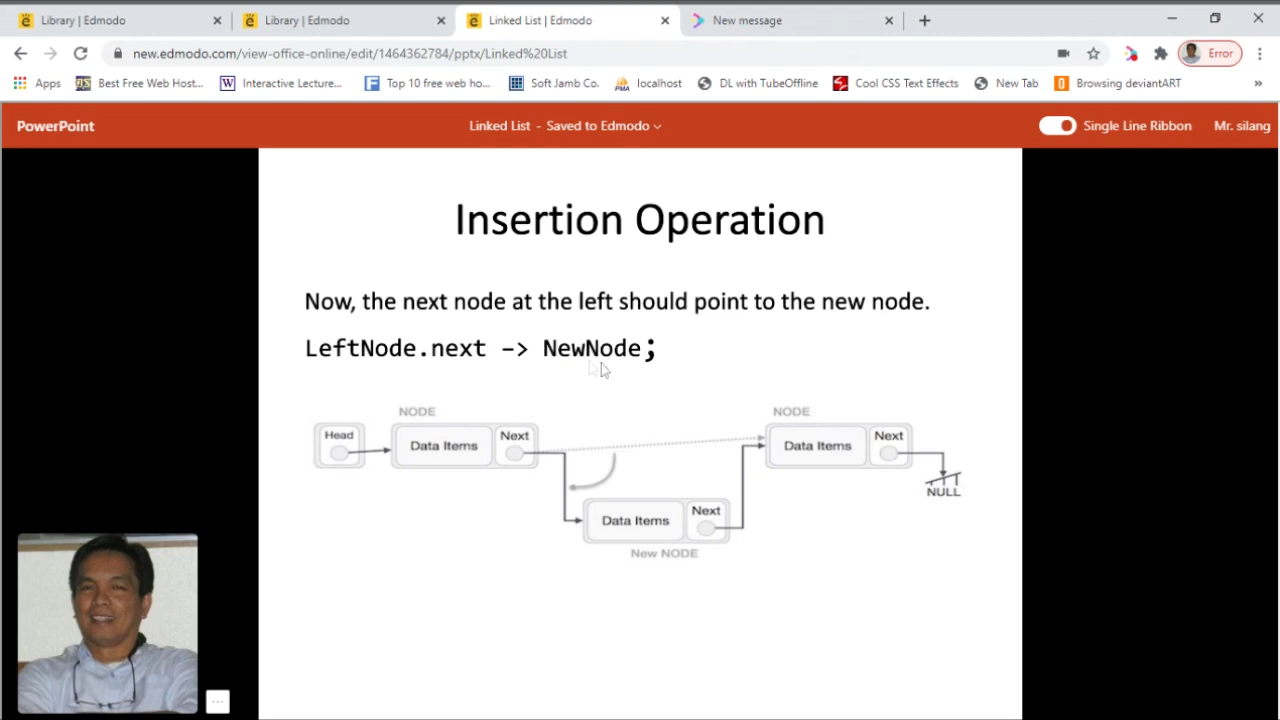 Library | Edmodo
Library | Edmodo
Linked List | Edmodo
New message
new.edmodo.com/view-office-online/edit/1464362784/pptx/Linked%20List
Error
Apps
Best Free Web Host...
Interactive Lecture...
Top 10 free web ho...
Soft Jamb Co.
localhost
DL with TubeOffline
Cool CSS Text Effects
New Tab
Browsing deviantART
»
PowerPoint
Linked List - Saved to Edmodo
Single Line Ribbon
Mr. silang
Insertion Operation
Now, the next node at the left should point to the new node.
LeftNode.next –> NewNode;
NODE
NODE
Head
Data Items
Next
Data Items
Next
NULL
Data Items
Next
New NODE